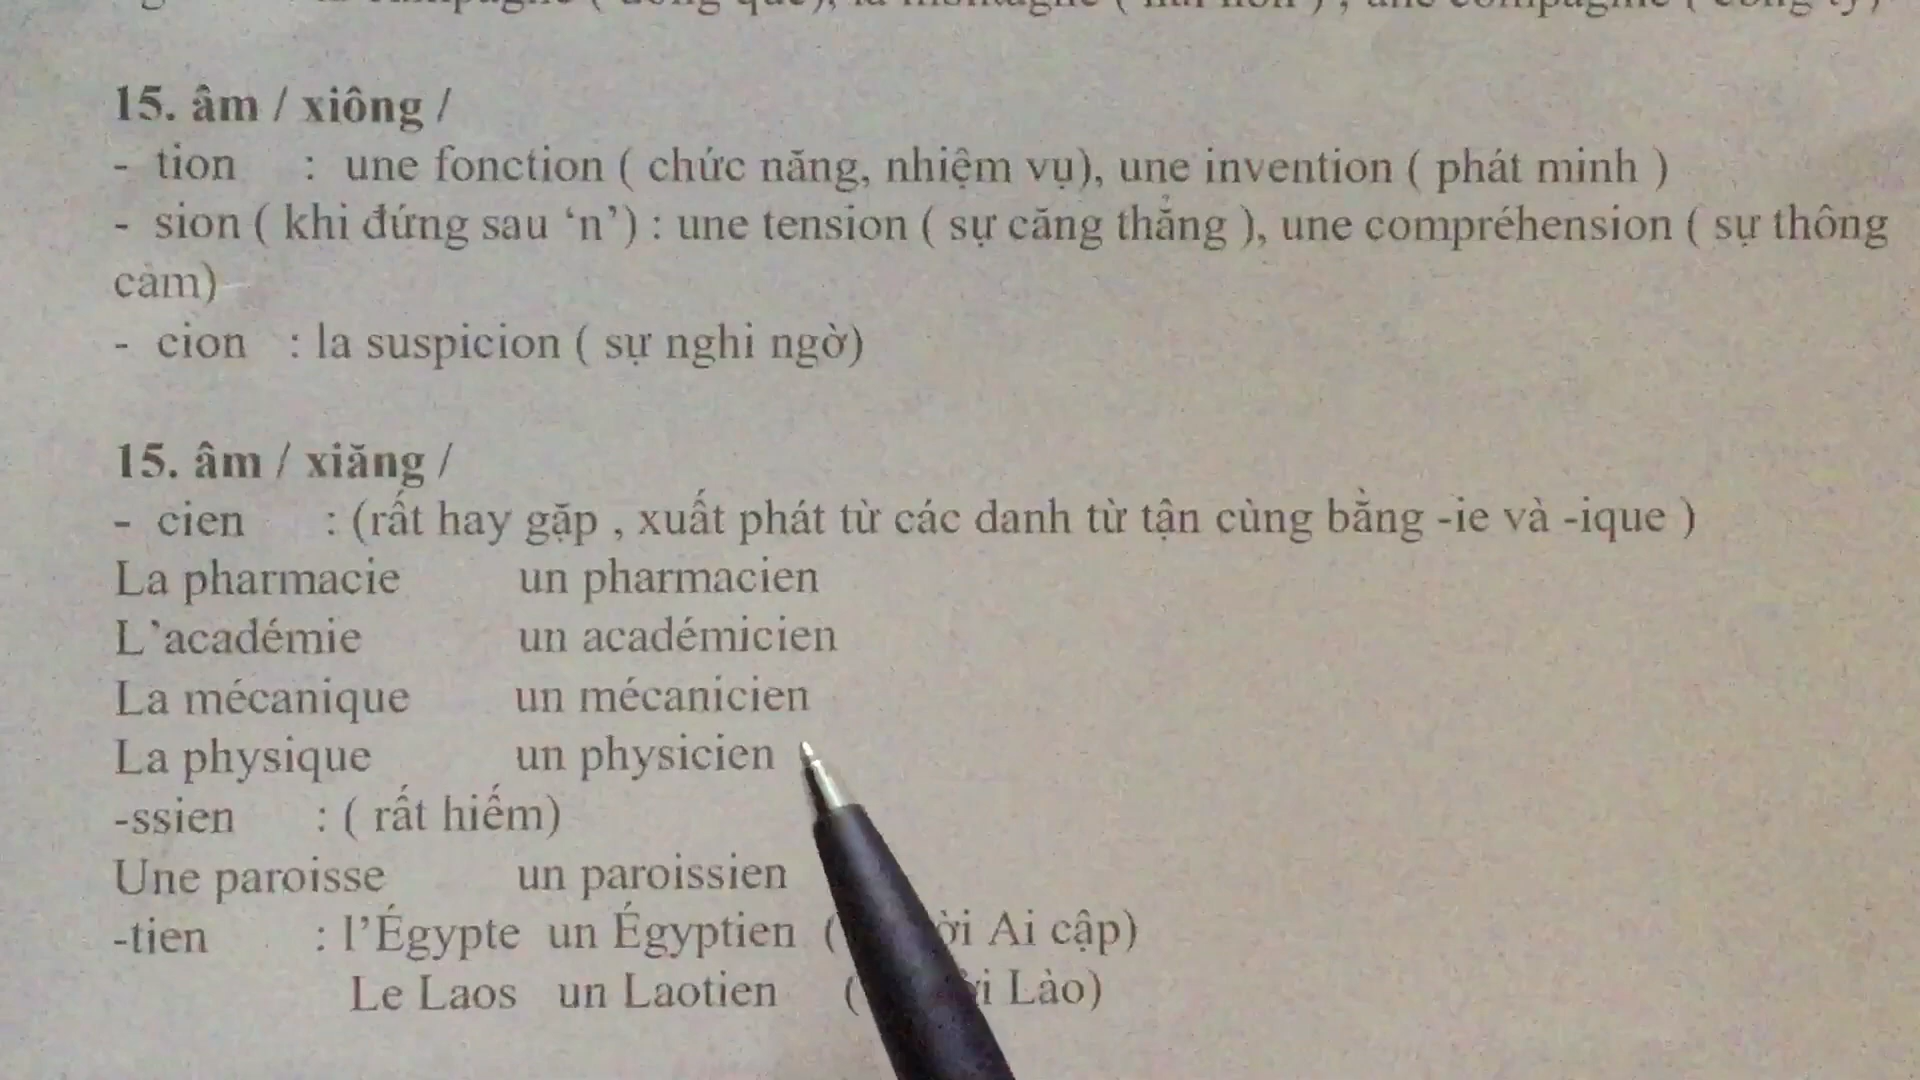 15. âm / xiông /
- tion : une fonction ( chức năng, nhiệm vụ), une invention ( phát minh )
- sion ( khi đứng sau ‘n’) : une tension ( sự căng thẳng ), une compréhension ( sự thông
cảm)
- cion : la suspicion ( sự nghi ngờ)
15. âm / xiăng /
- cien : (rất hay gặp , xuất phát từ các danh từ tận cùng bằng -ie và -ique )
La pharmacie un pharmacien
L’académie un académicien
La mécanique un mécanicien
La physique un physicien
-ssien : ( rất hiếm)
Une paroisse un paroissien
-tien : l’Égypte un Égyptien ( Ai cập)
Le Laos un Laotien ( Lào)